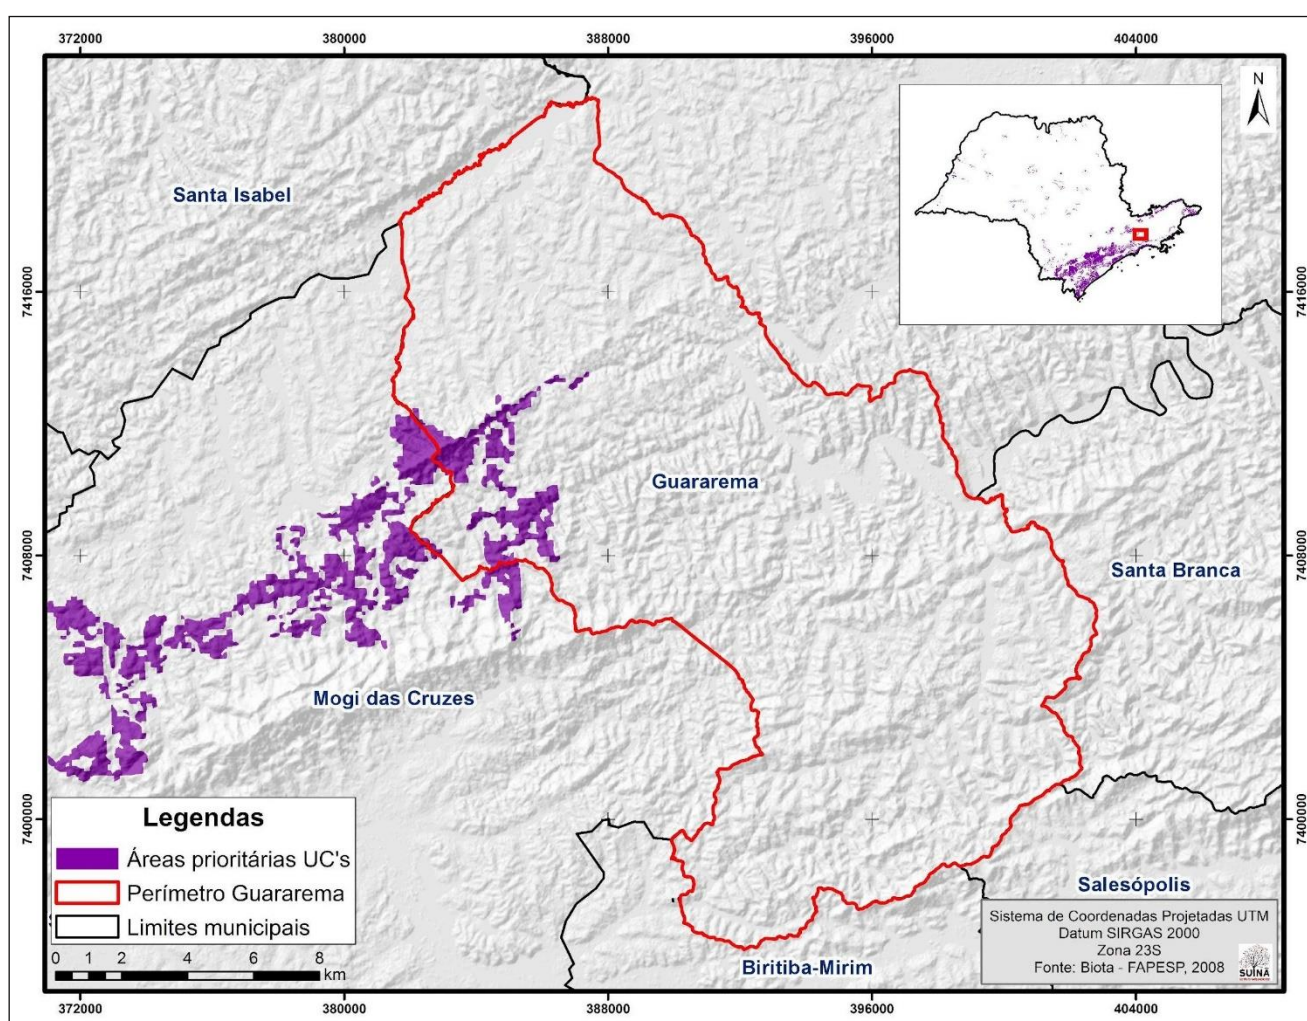 372000 380000 388000 396000 404000
N
Santa Isabel
7416000 7416000
Guararema
7408000 7408000
Santa Branca
Mogi das Cruzes
7400000 7400000
Legendas
Áreas prioritárias UC's
Perímetro Guararema
Limites municipais
0 1 2 4 6 8
km
Salesópolis
Biritiba-Mirim
Sistema de Coordenadas Projetadas UTM
Datum SIRGAS 2000
Zona 23S
Fonte: Biota - FAPESP, 2008
SUINÃ
372000 380000 388000 396000 404000